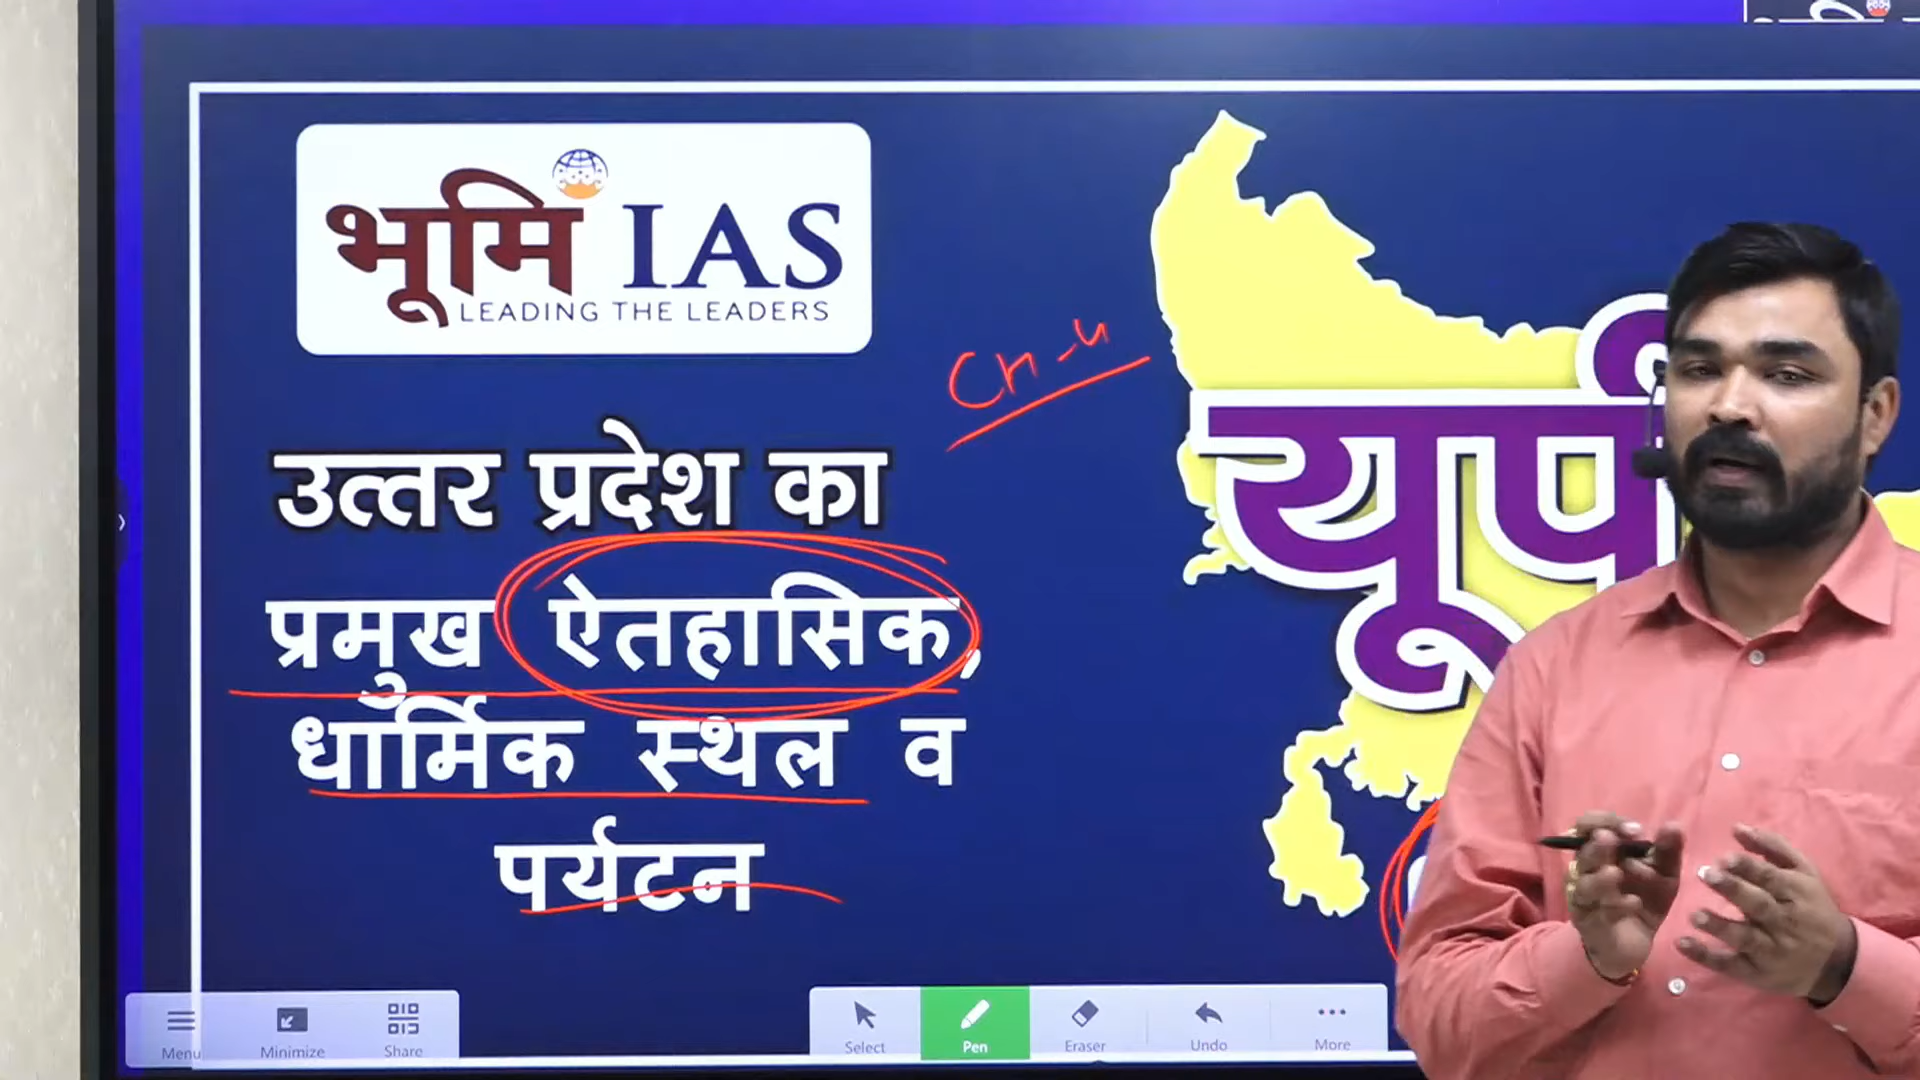 भूमि IAS
LEADING THE LEADERS
Ch-4
उत्तर प्रदेश का
प्रमुख ऐतहासिक,
धार्मिक स्थल व
पर्यटन
यूपी
Menu
Minimize
Share
Select
Pen
Eraser
Undo
More